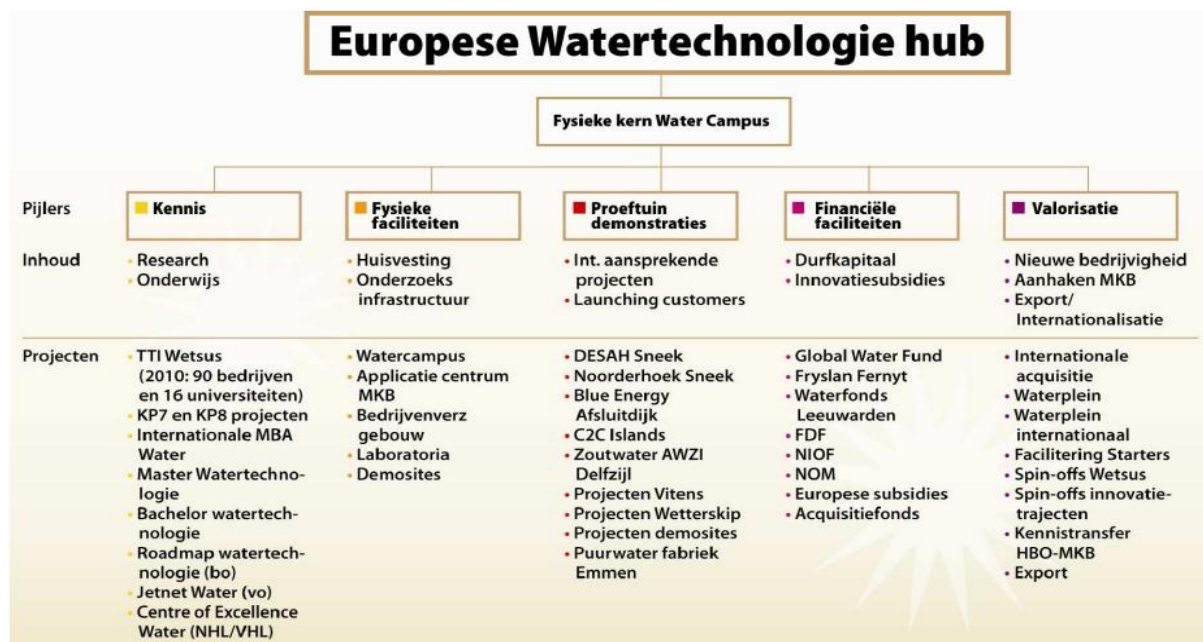 Europese Watertechnologie hub
Fysieke kern Water Campus
Pijlers
Kennis
Fysieke
faciliteiten
Proeftuin
demonstraties
Financiële
faciliteiten
Valorisatie
Inhoud
• Research
• Onderwijs
• Huisvesting
• Onderzoeks
infrastructuur
• Int. aansprekende
projecten
• Launching customers
• Durfkapitaal
• Innovatiesubsidies
• Nieuwe bedrijvigheid
• Aanhaken MKB
• Export/
Internationalisatie
Projecten
• TTI Wetsus
(2010: 90 bedrijven
en 16 universiteiten)
• KP7 en KP8 projecten
• Internationale MBA
Water
• Master Watertechno-
logie
• Bachelor watertech-
nologie
• Roadmap watertech-
nologie (bo)
• Jetnet Water (vo)
• Centre of Excellence
Water (NHL/VHL)
• Watercampus
• Applicatie centrum
MKB
• Bedrijvenverz
gebouw
• Laboratoria
• Demosites
• DESAH Sneek
• Noorderhoek Sneek
• Blue Energy
Afsluitdijk
• C2C Islands
• Zoutwater AWZI
Delfzijl
• Projecten Vitens
• Projecten Wetterskip
• Projecten demosites
• Puurwater fabriek
Emmen
• Global Water Fund
• Fryslan Fernyt
• Waterfonds
Leeuwarden
• FDF
• NIOF
• NOM
• Europese subsidies
• Acquisitiefonds
• Internationale
acquisitie
• Waterplein
• Waterplein
internationaal
• Facilitering Starters
• Spin-offs Wetsus
• Spin-offs innovatie-
trajecten
• Kennistransfer
HBO-MKB
• Export